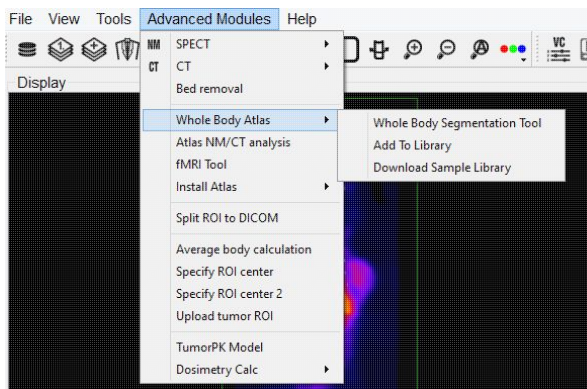 File View Tools Advanced Modules Help
NM SPECT
CT CT
Bed removal
VC
Display
Whole Body Atlas
Whole Body Segmentation Tool
Atlas NM/CT analysis
Add To Library
fMRI Tool
Download Sample Library
Install Atlas
Split ROI to DICOM
Average body calculation
Specify ROI center
Specify ROI center 2
Upload tumor ROI
TumorPK Model
Dosimetry Calc